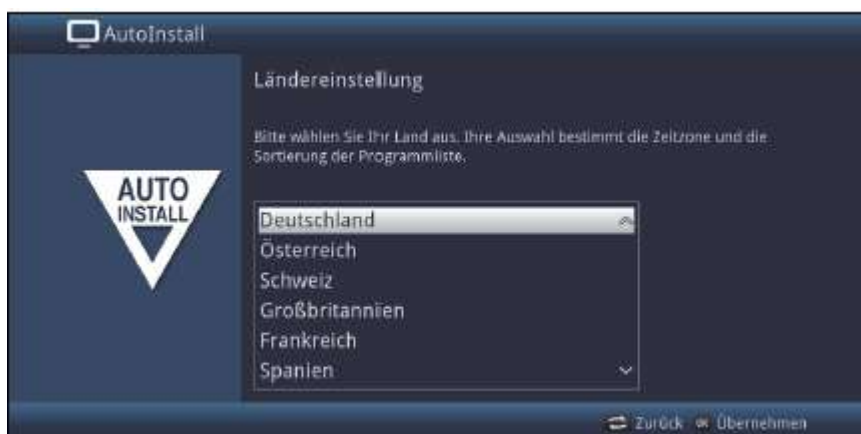 AutoInstall
Ländereinstellung
Bitte wählen Sie Ihr Land aus. Ihre Auswahl bestimmt die Zeitzone und die
Sortierung der Programmliste.
AUTO
INSTALL
Deutschland
Österreich
Schweiz
Großbritannien
Frankreich
Spanien
Zurück OK Übernehmen